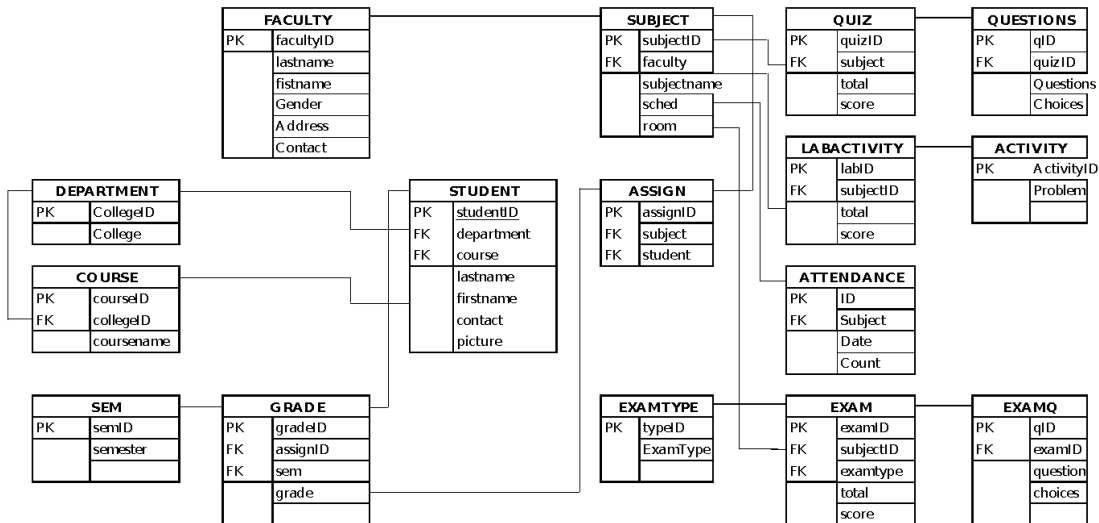 FACULTY
PK facultyID
lastname
fistname
Gender
Address
Contact
SUBJECT
PK subjectID
FK faculty
subjectname
sched
room
QUIZ
PK quizID
FK subject
total
score
QUESTIONS
PK qID
FK quizID
Questions
Choices
LABACTIVITY
PK labID
FK subjectID
total
score
ACTIVITY
PK ActivityID
Problem
DEPARTMENT
PK CollegeID
College
STUDENT
PK studentID
FK department
FK course
lastname
firstname
contact
picture
ASSIGN
PK assignID
FK subject
FK student
COURSE
PK courseID
FK collegeID
coursename
ATTENDANCE
PK ID
FK Subject
Date
Count
SEM
PK semID
semester
GRADE
PK gradeID
FK assignID
FK sem
grade
EXAMTYPE
PK typeID
ExamType
EXAM
PK examID
FK subjectID
FK examtype
total
score
EXAMQ
PK qID
FK examID
question
choices